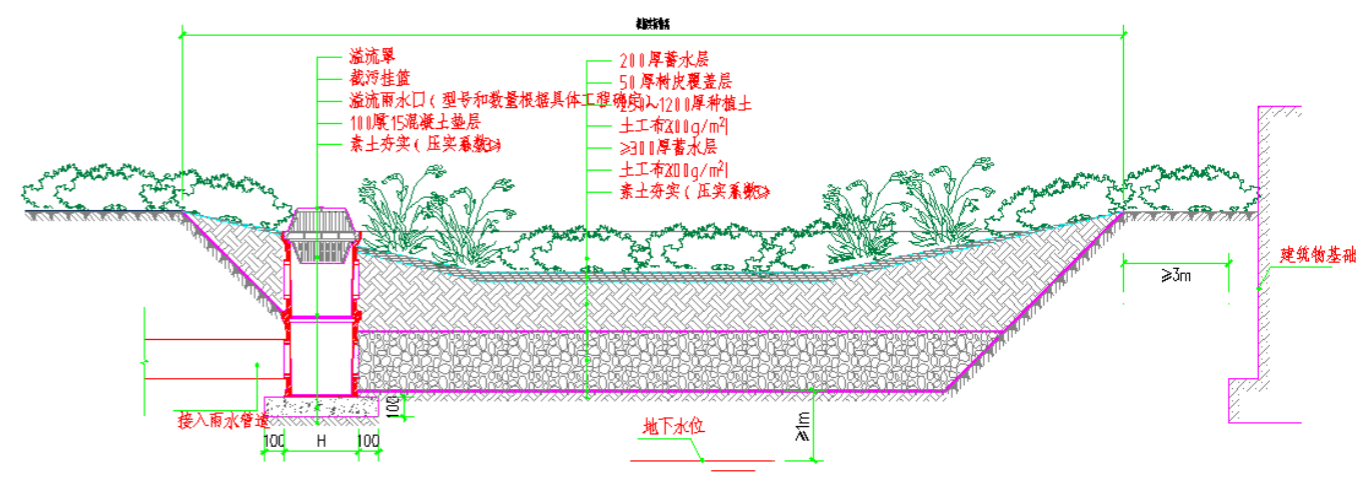 溢流罩
截污挂篮
溢流雨水口(型号和数量根据具体工程确定)
100厚
15混凝土垫层
素土夯实(压实系数≥
200厚蓄水层
50厚树皮覆盖层
250~1200厚种植土
土工布200g/m²
≥300厚蓄水层
土工布200g/m²
素土夯实(压实系数
建筑物基础
≥3m
接入雨水管道
100
100
H
100
地下水位
≥1m